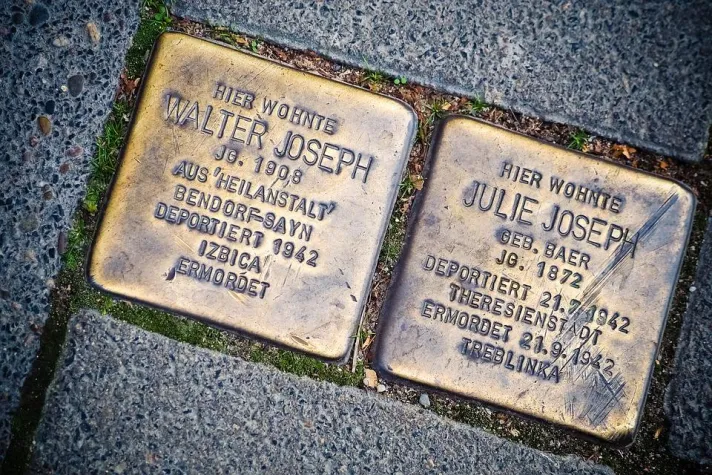 HIER WOHNTE
WALTER JOSEPH
JG. 1908
AUS 'HEILANSTALT'
BENDORF-SAYN
DEPORTIERT 1942
IZBICA
ERMORDET
HIER WOHNTE
JULIE JOSEPH
GEB. BAER
JG. 1872
DEPORTIERT 21.7.1942
THERESIENSTADT
ERMORDET 21.9.1942
TREBLINKA